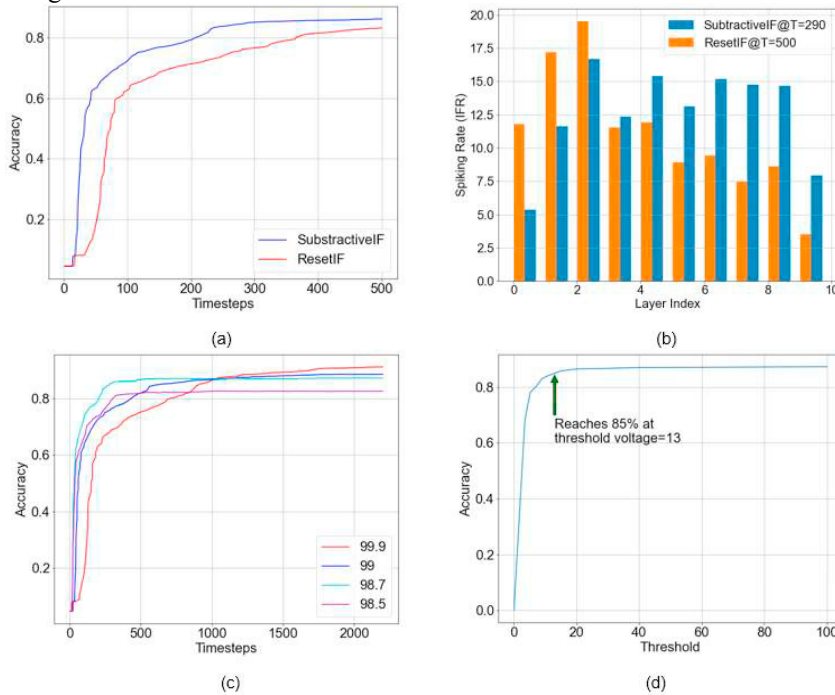 0.8
0.6
0.4
0.2
Accuracy
0 100 200 300 400 500
Timesteps
SubstractiveIF
ResetIF
(a)
20.0
17.5
15.0
12.5
10.0
7.5
5.0
2.5
0.0
Spiking Rate (IFR)
0 2 4 6 8 10
Layer Index
SubtractiveIF@T=290
ResetIF@T=500
(b)
0.8
0.6
0.4
0.2
Accuracy
0 500 1000 1500 2000
Timesteps
99.9
99
98.7
98.5
(c)
0.8
0.6
0.4
0.2
0.0
Accuracy
Reaches 85% at
threshold voltage=13
0 20 40 60 80 100
Threshold
(d)